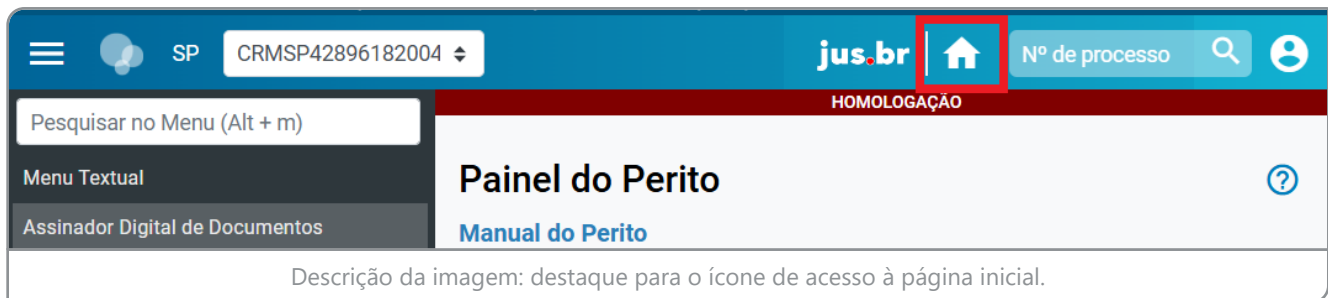 SP CRMSP42896182004 jus.br Nº de processo
HOMOLOGAÇÃO
Pesquisar no Menu (Alt + m)
Menu Textual
Painel do Perito
Assinador Digital de Documentos
Manual do Perito
Descrição da imagem: destaque para o ícone de acesso à página inicial.